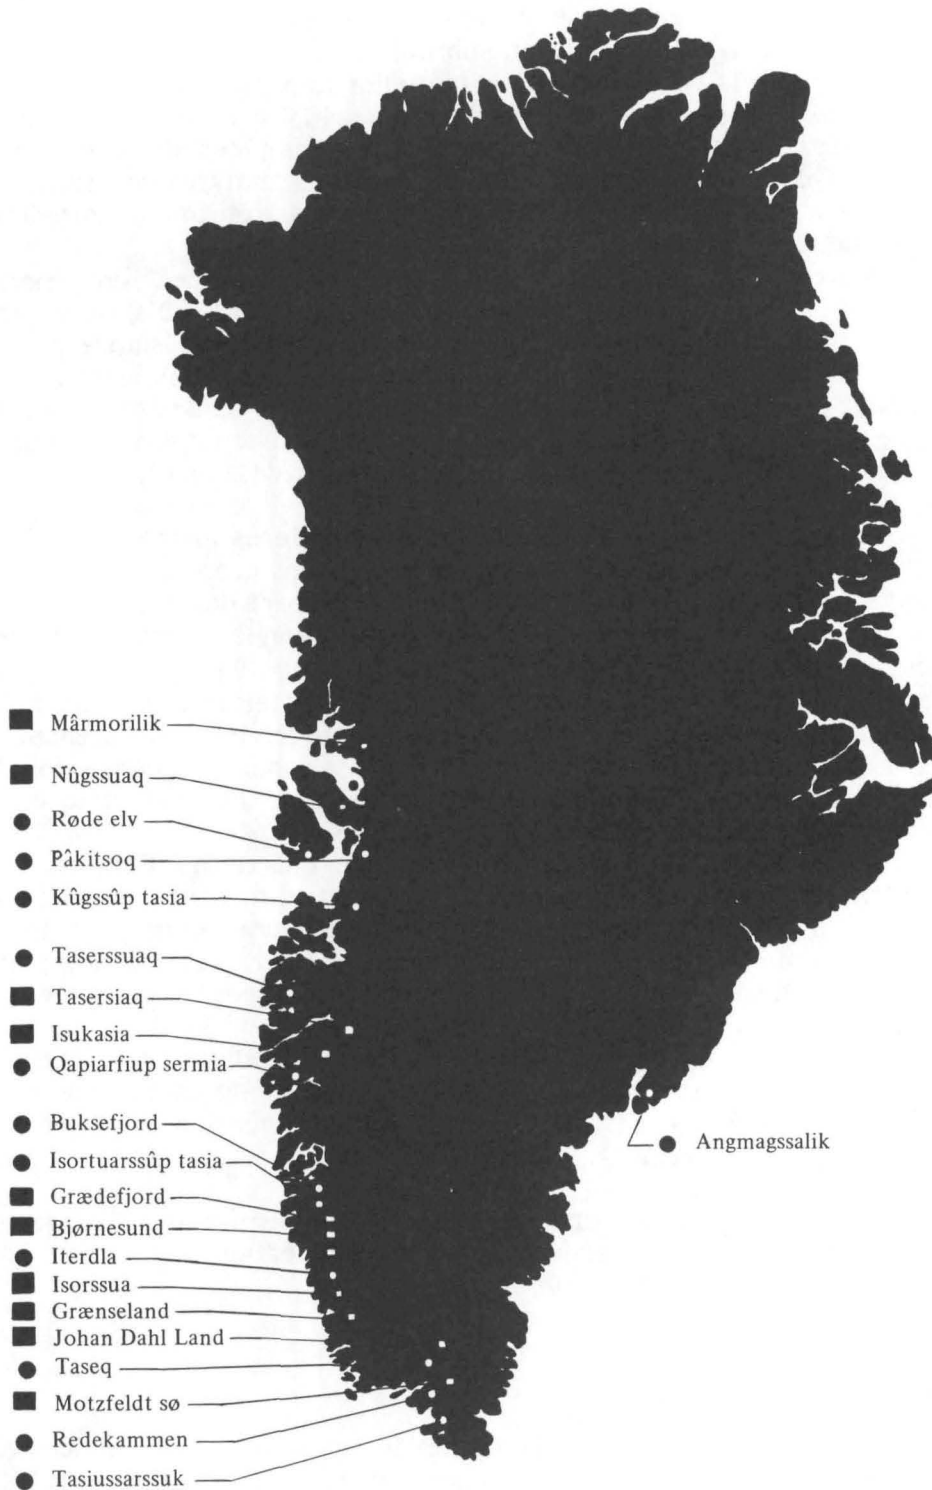 Mârmorilik
Nûgssuaq
Røde elv
Pâkitsoq
Kûgssûp tasia
Taserssuaq
Tasersiaq
Isukasia
Qapiarfiup sermia
Buksefjord
Isortuarssûp tasia
Grædefjord
Bjørnesund
Iterdla
Isorssua
Grænseland
Johan Dahl Land
Taseq
Motzfeldt sø
Redekammen
Tasiussarssuk
Angmagssalik